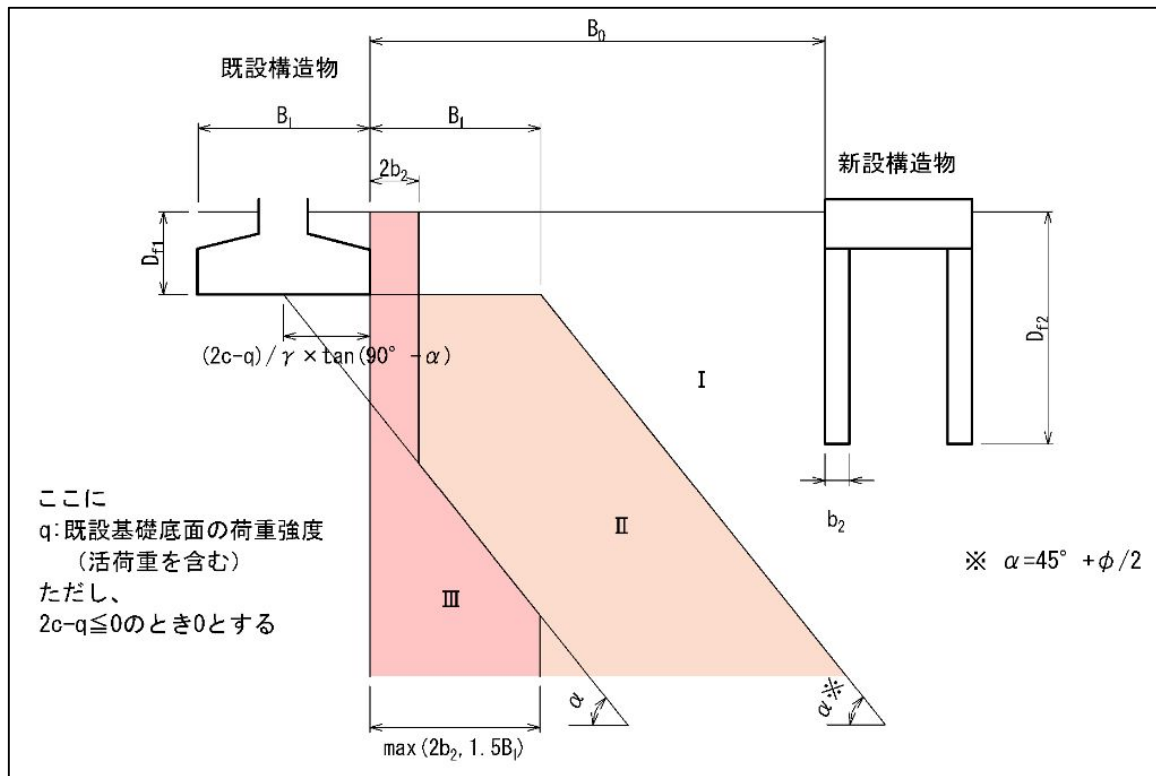 B₀
既設構造物
B₁
B₁
2b₂
新設構造物
D_f1
D_f2
(2c-q)/γ×tan(90°-α)
Ⅰ
ここに
q:既設基礎底面の荷重強度
(活荷重を含む)
ただし、
2c-q≦0のとき0とする
b₂
Ⅱ
※ α=45°+φ/2
Ⅲ
α
α※
max(2b₂, 1.5B₁)